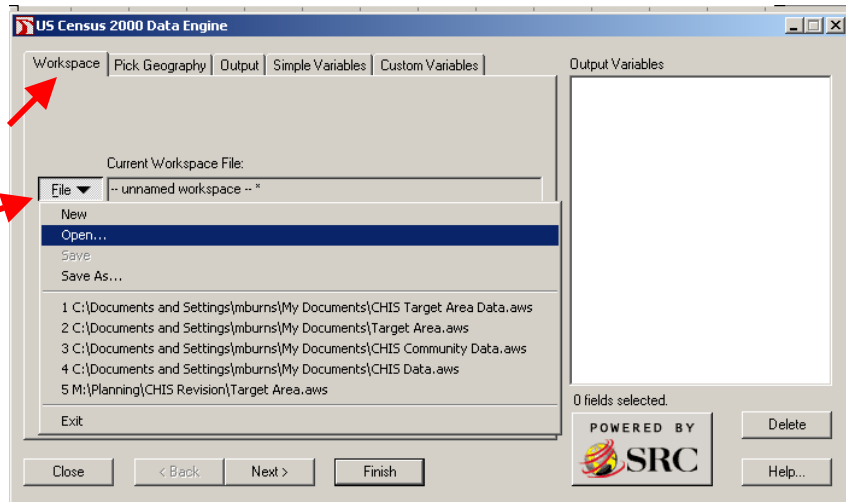 US Census 2000 Data Engine
Workspace Pick Geography Output Simple Variables Custom Variables
Output Variables
Current Workspace File:
File -- unnamed workspace -- *
New
Open...
Save
Save As...
1 C:\Documents and Settings\mburns\My Documents\CHIS Target Area Data.aws
2 C:\Documents and Settings\mburns\My Documents\Target Area.aws
3 C:\Documents and Settings\mburns\My Documents\CHIS Community Data.aws
4 C:\Documents and Settings\mburns\My Documents\CHIS Data.aws
5 M:\Planning\CHIS Revision\Target Area.aws
Exit
0 fields selected.
POWERED BY
SRC
Delete
Help...
Close < Back Next > Finish